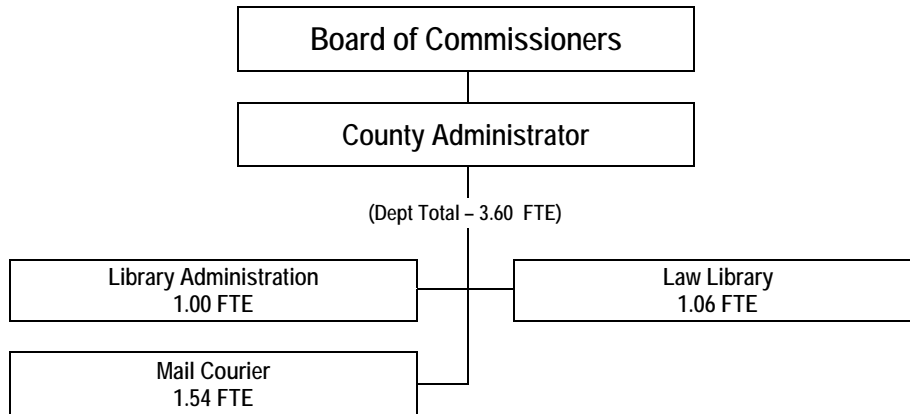 Board of Commissioners
County Administrator
(Dept Total – 3.60 FTE)
Library Administration
1.00 FTE
Law Library
1.06 FTE
Mail Courier
1.54 FTE